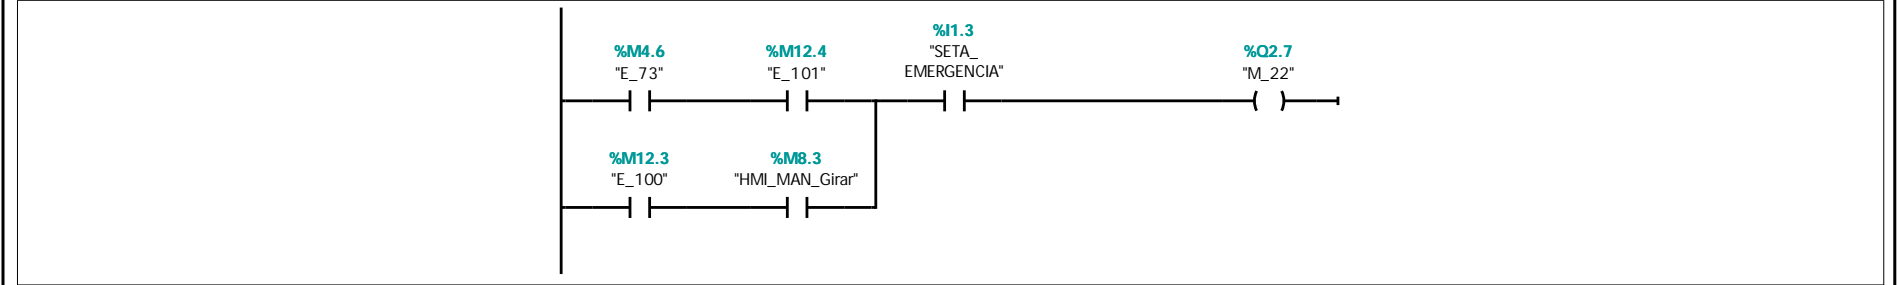 %M4.6
"E_73"
%M12.4
"E_101"
%I1.3
"SETA_
EMERGENCIA"
%Q2.7
"M_22"
%M12.3
"E_100"
%M8.3
"HMI_MAN_Girar"